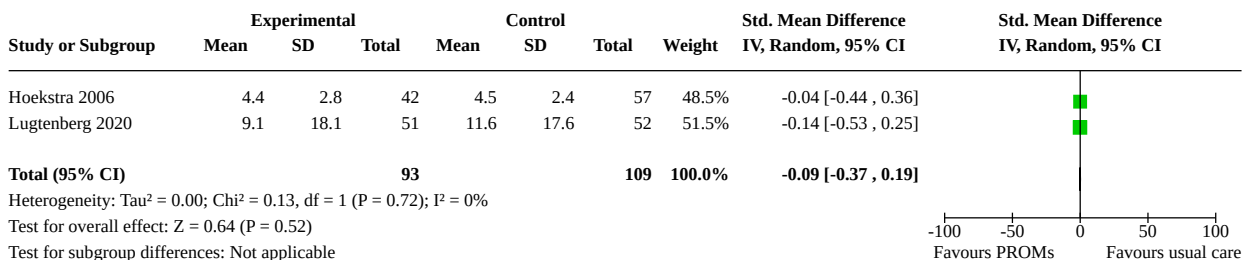 Experimental Control Std. Mean Difference Std. Mean Difference
Study or Subgroup Mean SD Total Mean SD Total Weight IV, Random, 95% CI IV, Random, 95% CI
Hoekstra 2006 4.4 2.8 42 4.5 2.4 57 48.5% -0.04 [-0.44 , 0.36]
Lugtenberg 2020 9.1 18.1 51 11.6 17.6 52 51.5% -0.14 [-0.53 , 0.25]
Total (95% CI) 93 109 100.0% -0.09 [-0.37 , 0.19]
Heterogeneity: Tau² = 0.00; Chi² = 0.13, df = 1 (P = 0.72); I² = 0%
Test for overall effect: Z = 0.64 (P = 0.52)
-100 -50 0 50 100
Test for subgroup differences: Not applicable Favours PROMs Favours usual care